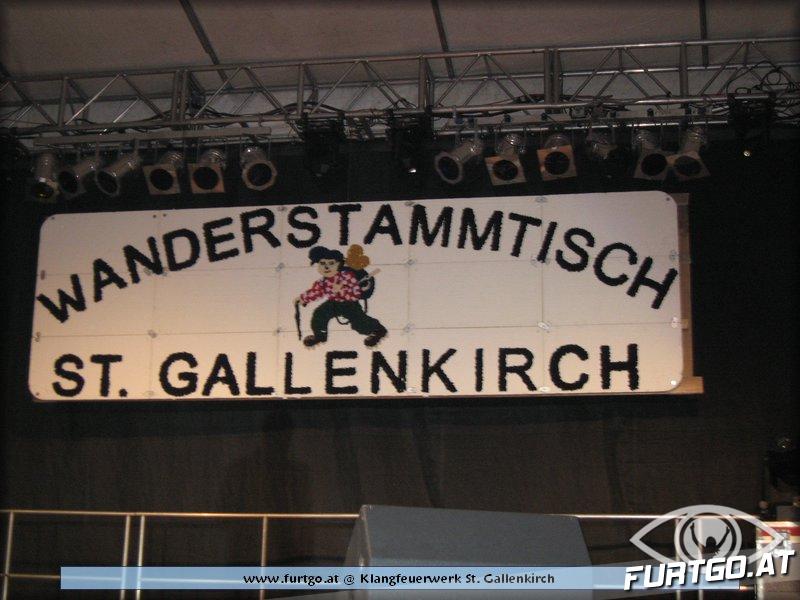 WANDERSTAMMTISCH
ST. GALLENKIRCH
www.furtgo.at @ Klangfeuerwerk St. Gallenkirch
FURTGO.AT